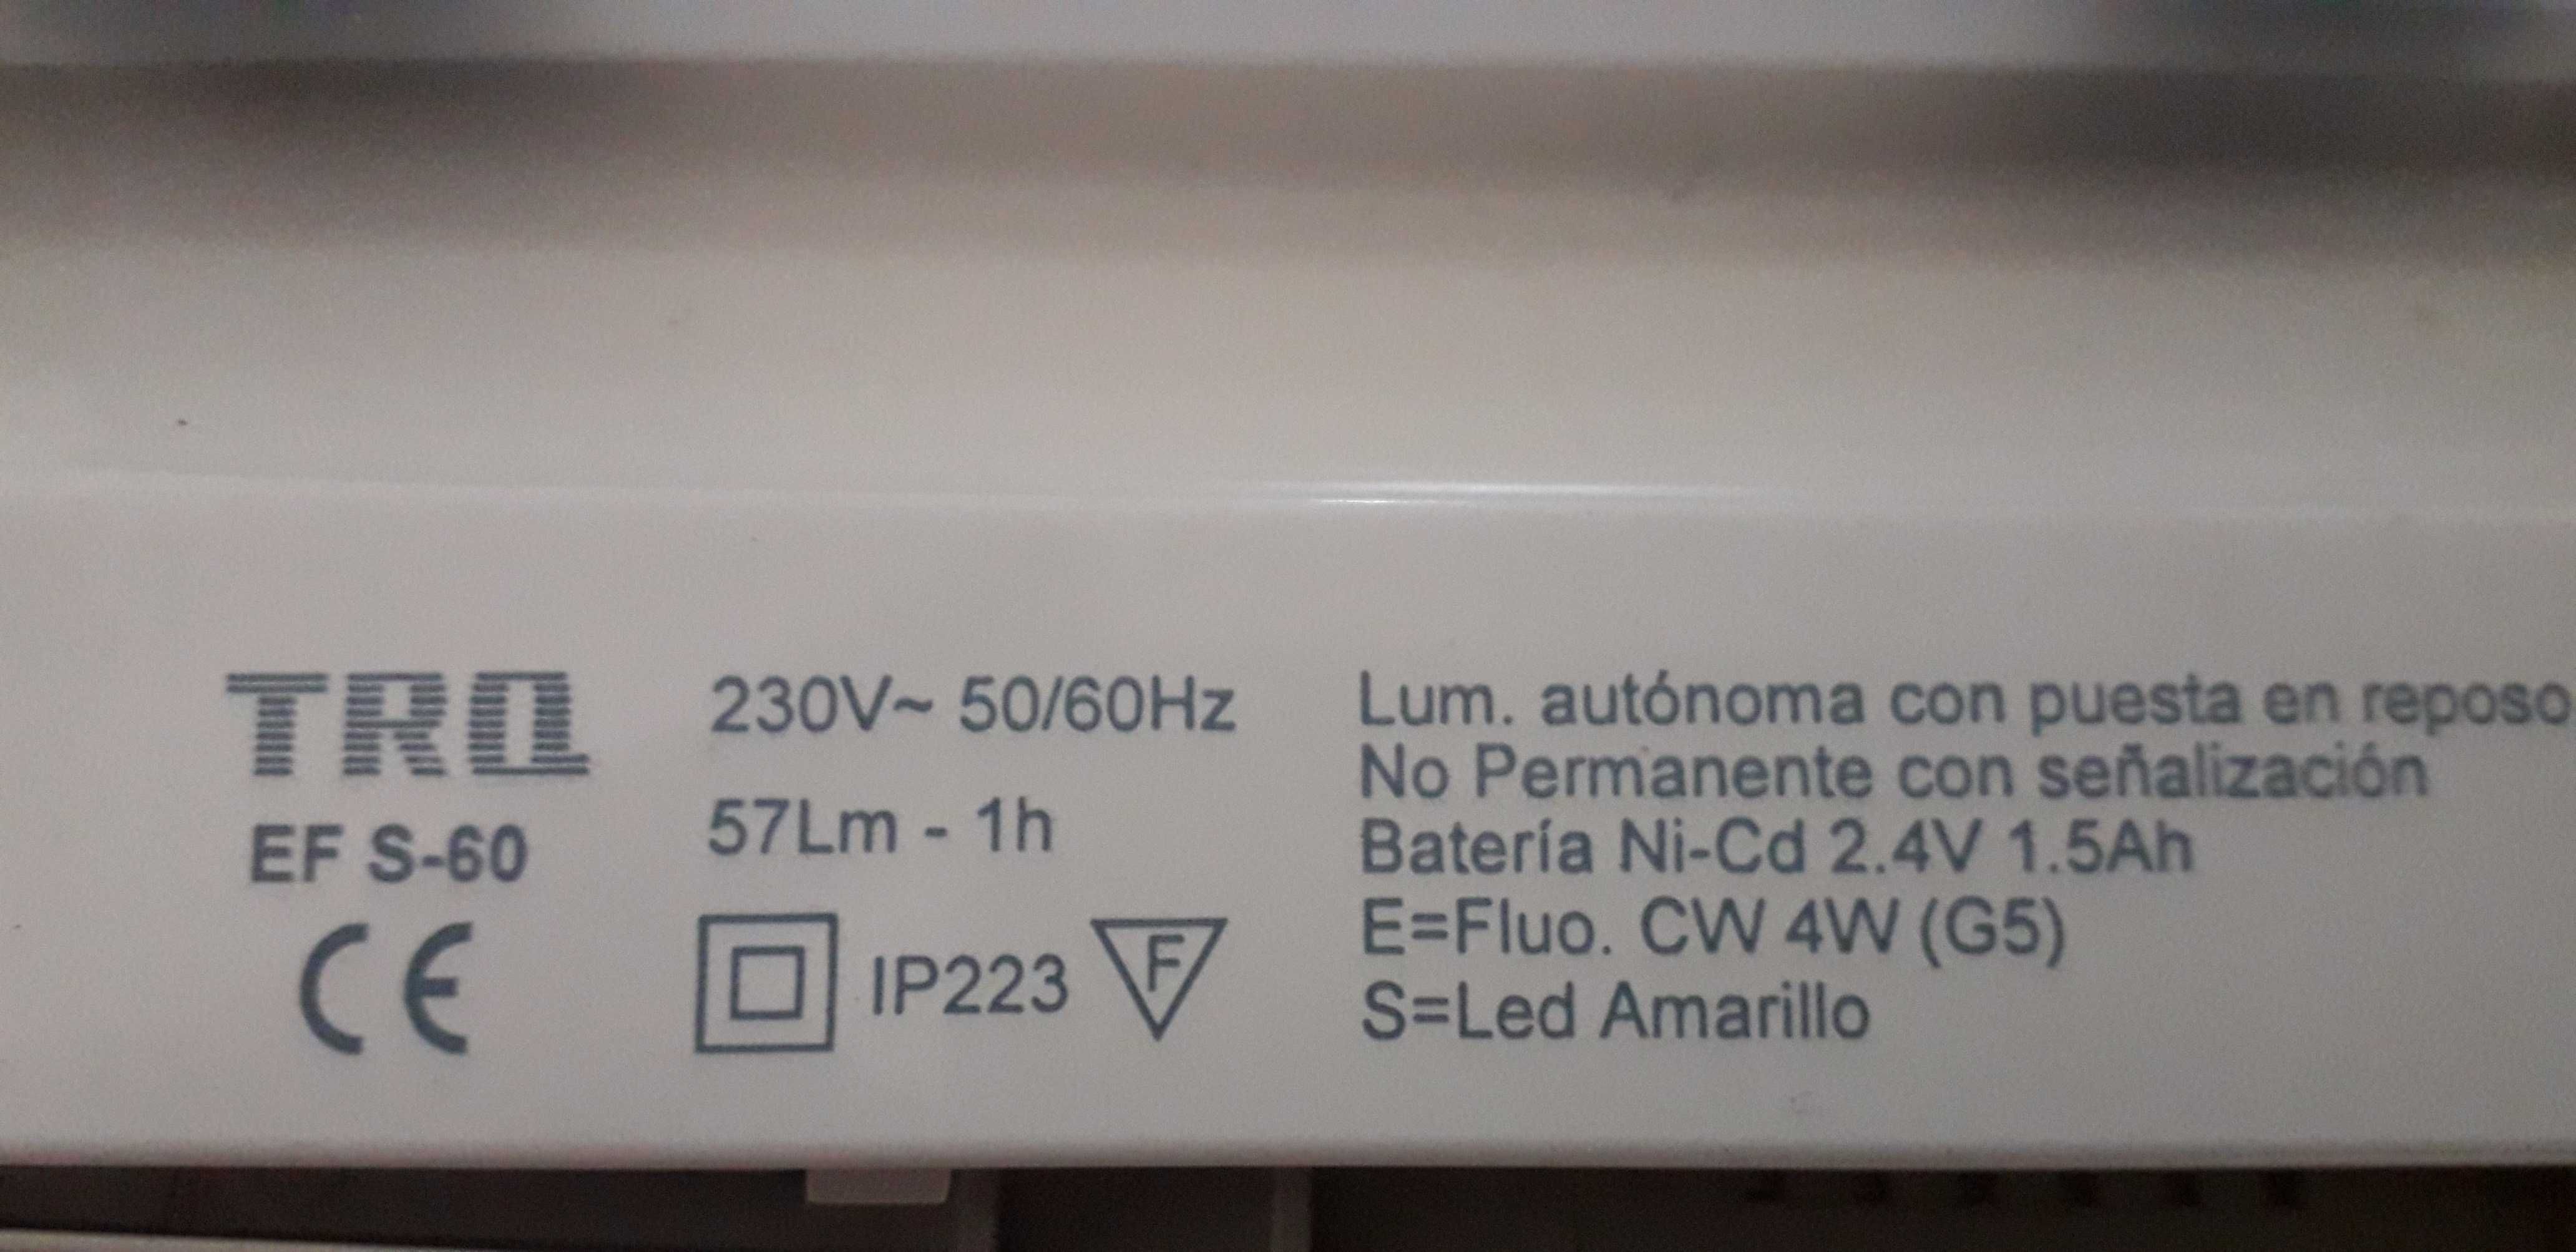 TRQ
EF S-60
CE
230V~ 50/60Hz
57Lm - 1h
IP223 F
Lum. autónoma con puesta en reposo
No Permanente con señalización
Batería Ni-Cd 2.4V 1.5Ah
E=Fluo. CW 4W (G5)
S=Led Amarillo